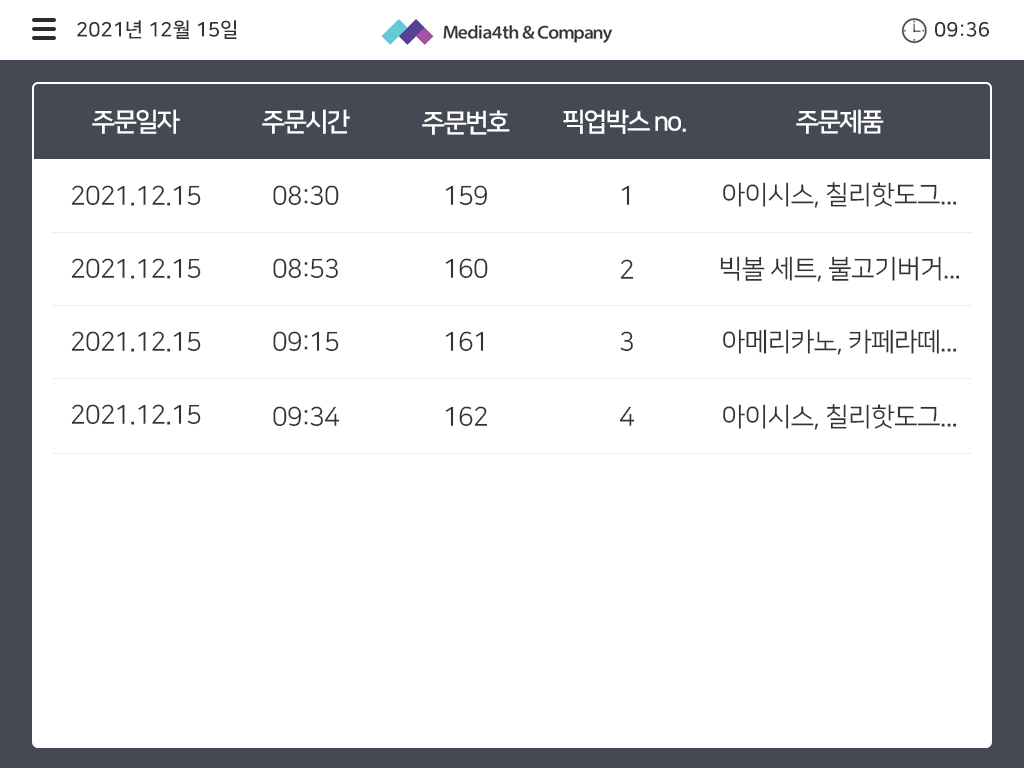 2021년 12월 15일 Media4th & Company 09:36
주문일자 주문시간 주문번호 픽업박스 no. 주문제품
2021.12.15 08:30 159 1 아이시스, 칠리핫도그...
2021.12.15 08:53 160 2 빅볼 세트, 불고기버거...
2021.12.15 09:15 161 3 아메리카노, 카페라떼...
2021.12.15 09:34 162 4 아이시스, 칠리핫도그...